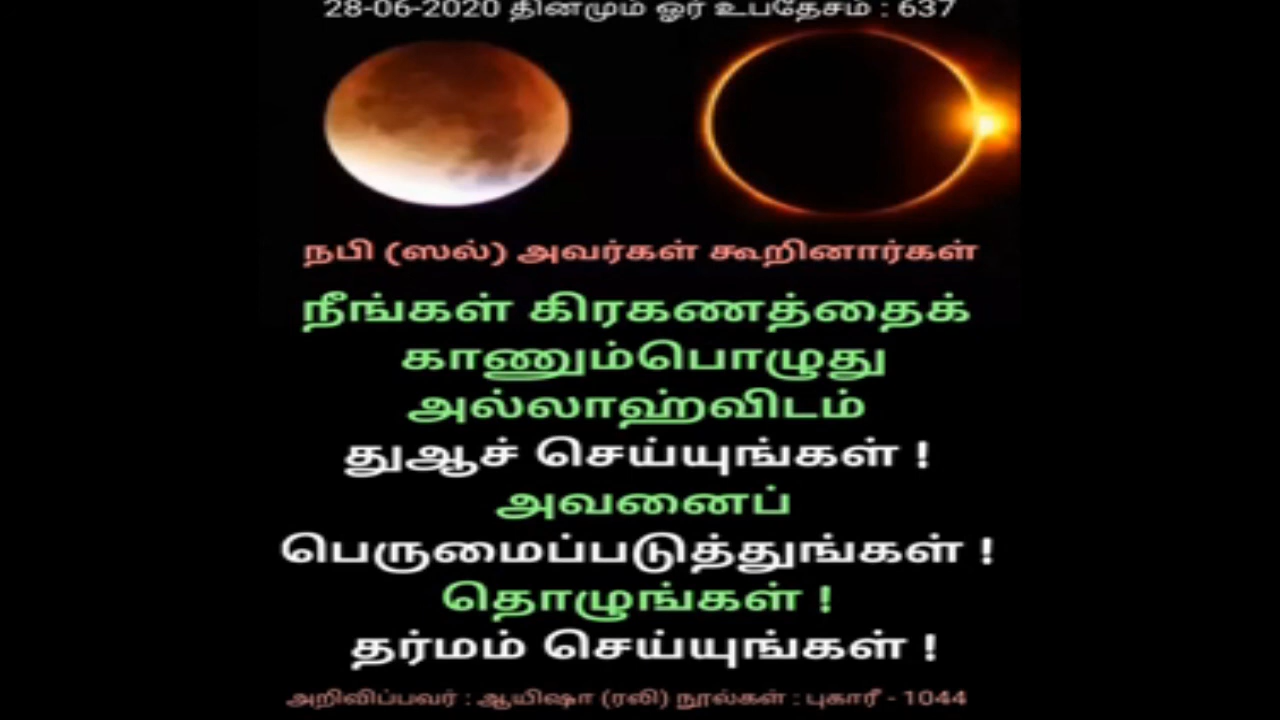 28-06-2020 தினமும் ஓர் உபதேசம் : 637
நபி (ஸல்) அவர்கள் கூறினார்கள்
நீங்கள் கிரகணத்தைக்
காணும்பொழுது
அல்லாஹ்விடம்
துஆச் செய்யுங்கள் !
அவனைப்
பெருமைப்படுத்துங்கள் !
தொழுங்கள் !
தர்மம் செய்யுங்கள் !
அறிவிப்பவர் : ஆயிஷா (ரலி) நூல்கள் : புகாரீ - 1044